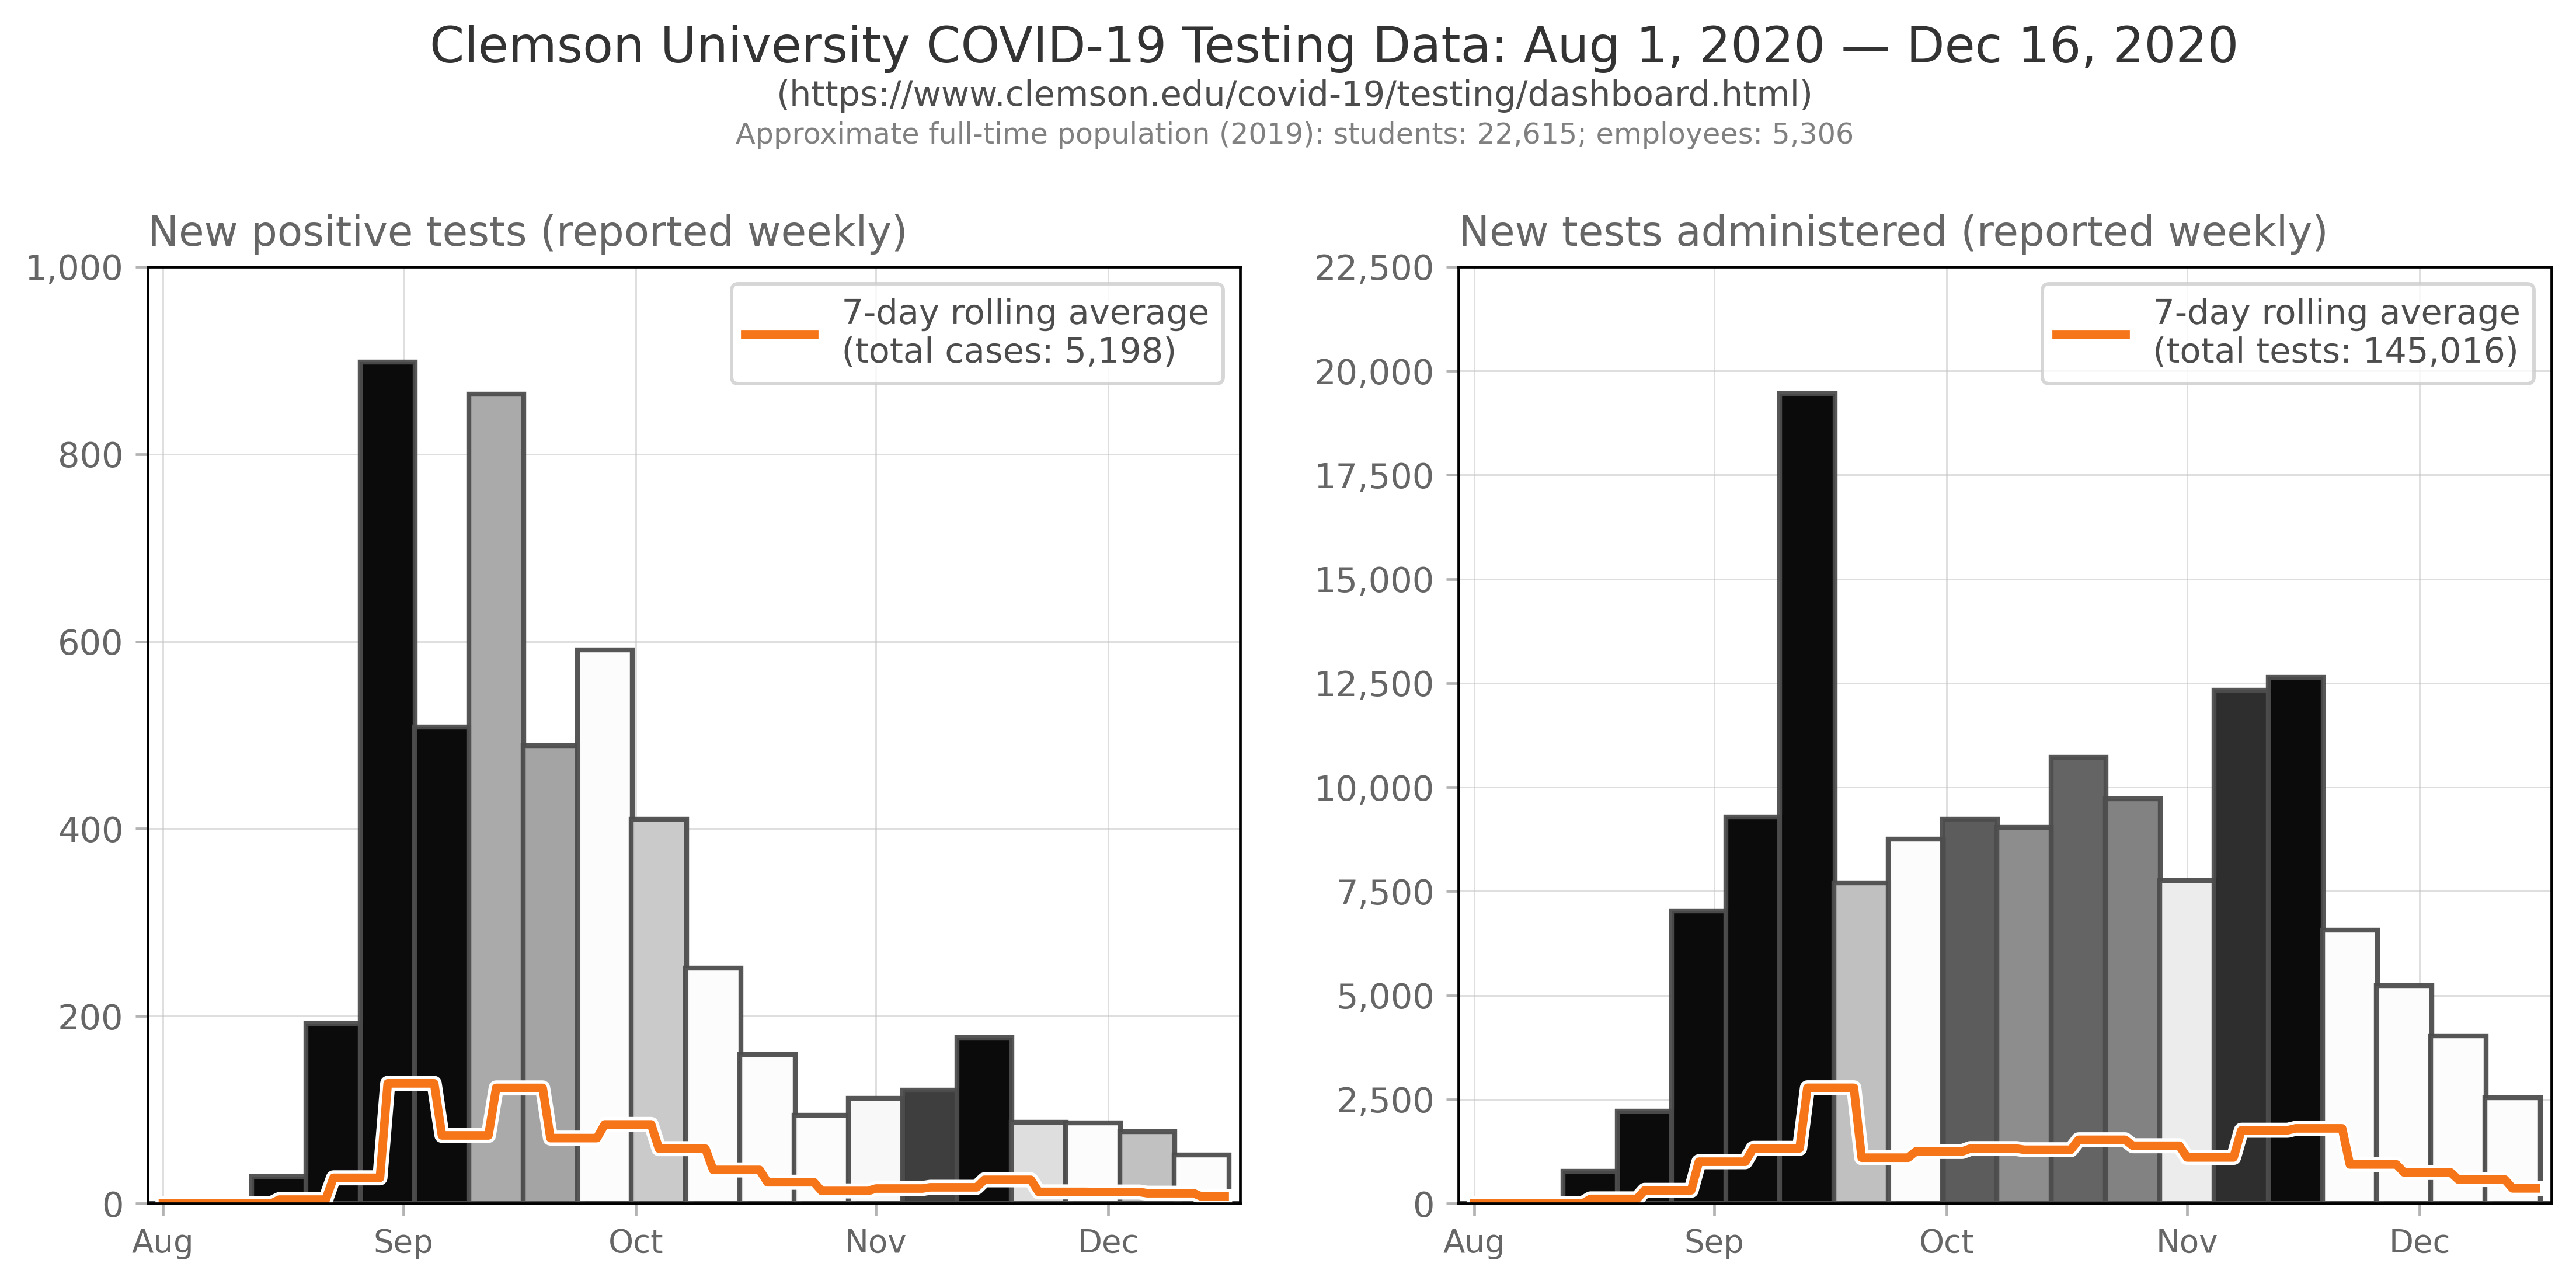 Clemson University COVID-19 Testing Data: Aug 1, 2020 — Dec 16, 2020
(https://www.clemson.edu/covid-19/testing/dashboard.html)
Approximate full-time population (2019): students: 22,615; employees: 5,306
New positive tests (reported weekly)
1,000
800
600
400
200
0
7-day rolling average
(total cases: 5,198)
Aug
Sep
Oct
Nov
Dec
New tests administered (reported weekly)
22,500
20,000
17,500
15,000
12,500
10,000
7,500
5,000
2,500
0
7-day rolling average
(total tests: 145,016)
Aug
Sep
Oct
Nov
Dec